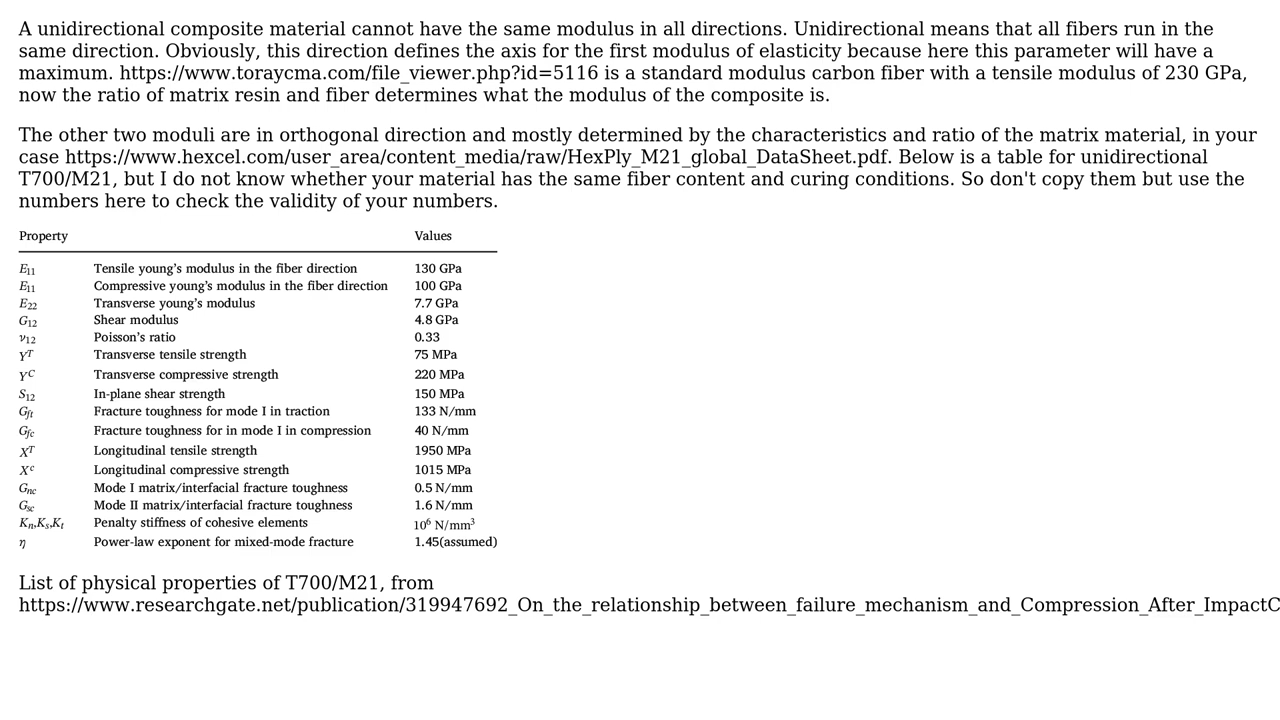 A unidirectional composite material cannot have the same modulus in all directions. Unidirectional means that all fibers run in the
same direction. Obviously, this direction defines the axis for the first modulus of elasticity because here this parameter will have a
maximum. https://www.toraycma.com/file_viewer.php?id=5116 is a standard modulus carbon fiber with a tensile modulus of 230 GPa,
now the ratio of matrix resin and fiber determines what the modulus of the composite is.
The other two moduli are in orthogonal direction and mostly determined by the characteristics and ratio of the matrix material, in your
case https://www.hexcel.com/user_area/content_media/raw/HexPly_M21_global_DataSheet.pdf. Below is a table for unidirectional
T700/M21, but I do not know whether your material has the same fiber content and curing conditions. So don't copy them but use the
numbers here to check the validity of your numbers.
Property Values
E11 Tensile young's modulus in the fiber direction 130 GPa
E11 Compressive young's modulus in the fiber direction 100 GPa
E22 Transverse young's modulus 7.7 GPa
G12 Shear modulus 4.8 GPa
ν12 Poisson's ratio 0.33
Y^T Transverse tensile strength 75 MPa
Y^C Transverse compressive strength 220 MPa
S12 In-plane shear strength 150 MPa
Gft Fracture toughness for mode I in traction 133 N/mm
Gfc Fracture toughness for in mode I in compression 40 N/mm
X^T Longitudinal tensile strength 1950 MPa
X^c Longitudinal compressive strength 1015 MPa
Gnc Mode I matrix/interfacial fracture toughness 0.5 N/mm
Gsc Mode II matrix/interfacial fracture toughness 1.6 N/mm
Kn,Ks,Kt Penalty stiffness of cohesive elements 10^6 N/mm^3
η Power-law exponent for mixed-mode fracture 1.45(assumed)
List of physical properties of T700/M21, from
https://www.researchgate.net/publication/319947692_On_the_relationship_between_failure_mechanism_and_Compression_After_ImpactC